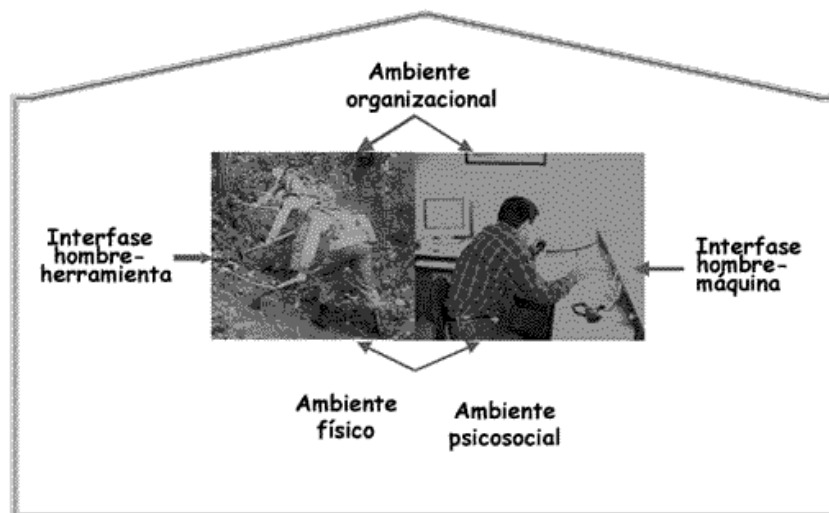 Ambiente
organizacional
Interfase
hombre-
herramienta
Interfase
hombre-
máquina
Ambiente
físico
Ambiente
psicosocial